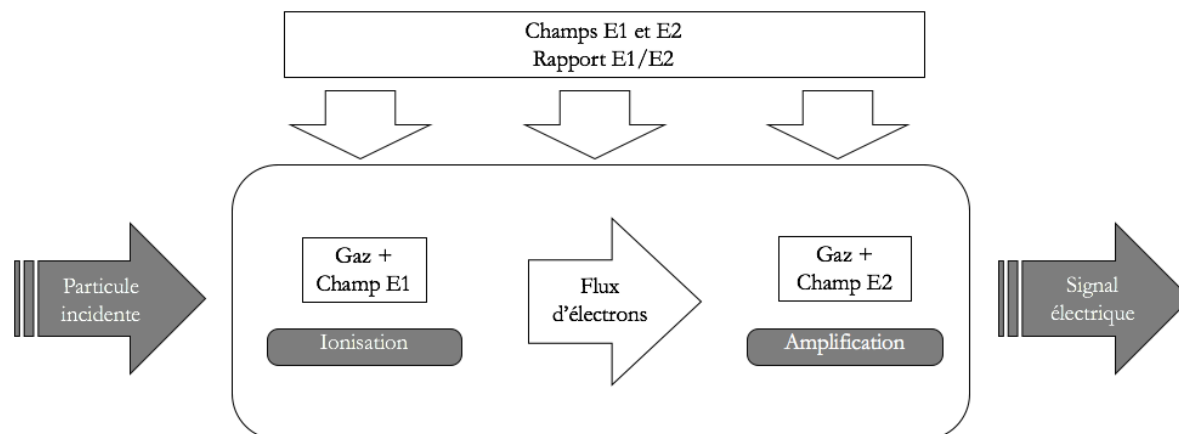 Champs E1 et E2
Rapport E1/E2
Particule
incidente
Gaz +
Champ E1
Ionisation
Flux
d’électrons
Gaz +
Champ E2
Amplification
Signal
électrique